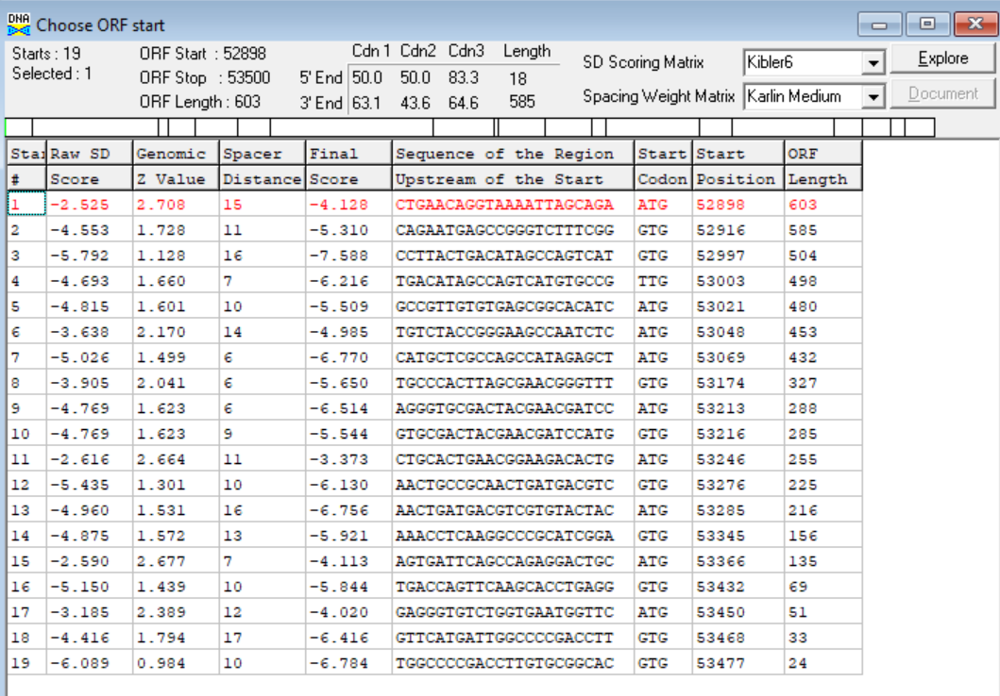 DNA Choose ORF start
Starts : 19 ORF Start : 52898 Cdn 1 Cdn2 Cdn3 Length SD Scoring Matrix Kibler6 Explore
Selected : 1 ORF Stop : 53500 5' End 50.0 50.0 83.3 18
ORF Length : 603 3' End 63.1 43.6 64.6 585 Spacing Weight Matrix Karlin Medium Document
Star Raw SD Genomic Spacer Final Sequence of the Region Start Start ORF
# Score Z Value Distance Score Upstream of the Start Codon Position Length
1 -2.525 2.708 15 -4.128 CTGAACAGGTAAAATTAGCAGA ATG 52898 603
2 -4.553 1.728 11 -5.310 CAGAATGAGCCGGGTCTTTCGG GTG 52916 585
3 -5.792 1.128 16 -7.588 CCTTACTGACATAGCCAGTCAT GTG 52997 504
4 -4.693 1.660 7 -6.216 TGACATAGCCAGTCATGTGCCG TTG 53003 498
5 -4.815 1.601 10 -5.509 GCCGTTGTGTGAGCGGCACATC ATG 53021 480
6 -3.638 2.170 14 -4.985 TGTCTACCGGGAAGCCAATCTC ATG 53048 453
7 -5.026 1.499 6 -6.770 CATGCTCGCCAGCCATAGAGCT ATG 53069 432
8 -3.905 2.041 6 -5.650 TGCCCACTTAGCGAACGGGTTT GTG 53174 327
9 -4.769 1.623 6 -6.514 AGGGTGCGACTACGAACGATCC ATG 53213 288
10 -4.769 1.623 9 -5.544 GTGCGACTACGAACGATCCATG GTG 53216 285
11 -2.616 2.664 11 -3.373 CTGCACTGAACGGAAGACACTG ATG 53246 255
12 -5.435 1.301 10 -6.130 AACTGCCGCAACTGATGACGTC GTG 53276 225
13 -4.960 1.531 16 -6.756 AACTGATGACGTCGTGTACTAC ATG 53285 216
14 -4.875 1.572 13 -5.921 AAACCTCAAGGCCCGCATCGGA GTG 53345 156
15 -2.590 2.677 7 -4.113 AGTGATTCAGCCAGAGGACTGC ATG 53366 135
16 -5.150 1.439 10 -5.844 TGACCAGTTCAAGCACCTGAGG GTG 53432 69
17 -3.185 2.389 12 -4.020 GAGGGTGTCTGGTGAATGGTTC ATG 53450 51
18 -4.416 1.794 17 -6.416 GTTCATGATTGGCCCCGACCTT GTG 53468 33
19 -6.089 0.984 10 -6.784 TGGCCCCGACCTTGTGCGGCAC GTG 53477 24